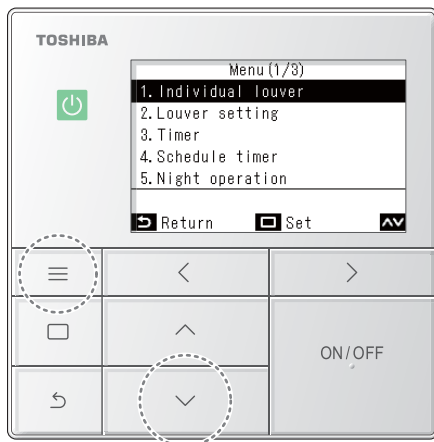 TOSHIBA
Menu(1/3)
1. Individual louver
2. Louver setting
3. Timer
4. Schedule timer
5. Night operation
Return Set
ON/OFF